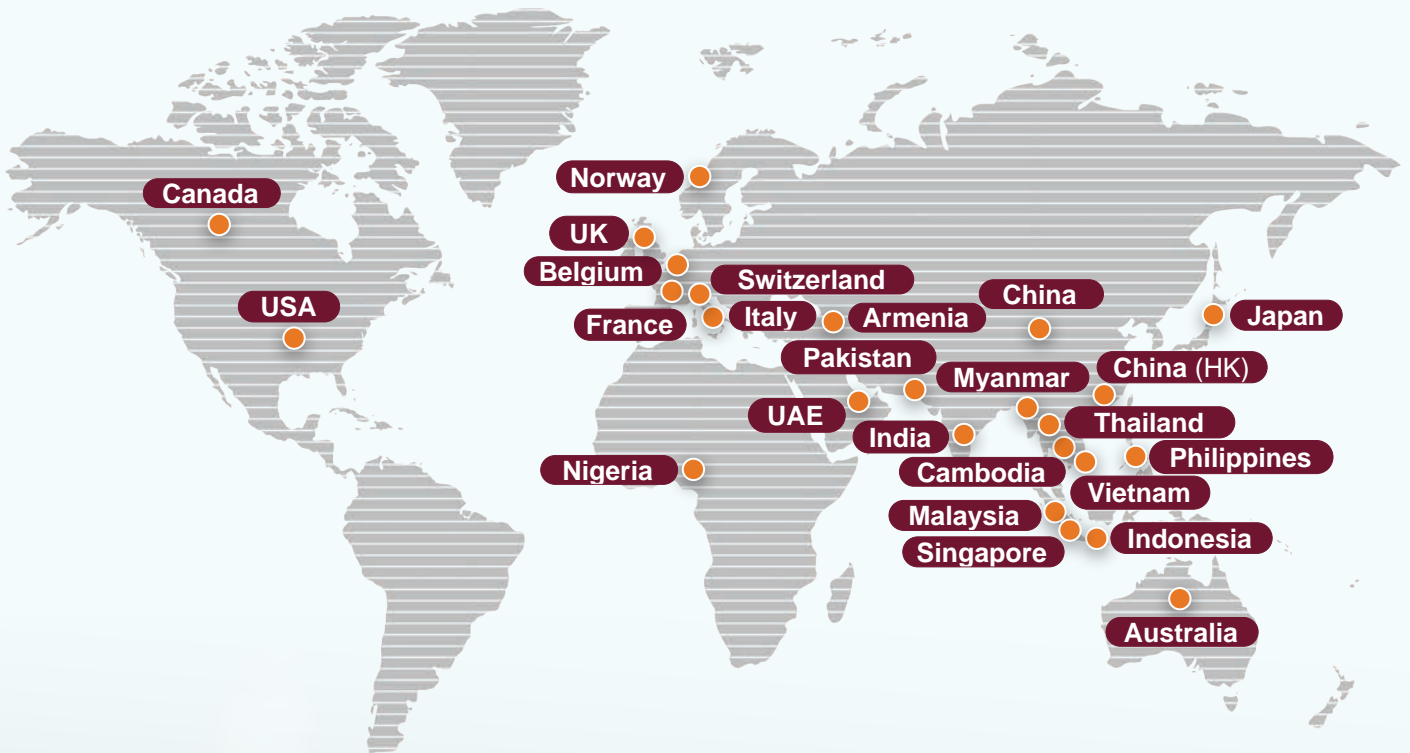 Norway
Canada
UK
Belgium
Switzerland
China
USA
France
Italy
Armenia
Japan
Pakistan
Myanmar
China (HK)
UAE
India
Thailand
Nigeria
Cambodia
Philippines
Vietnam
Malaysia
Singapore
Indonesia
Australia